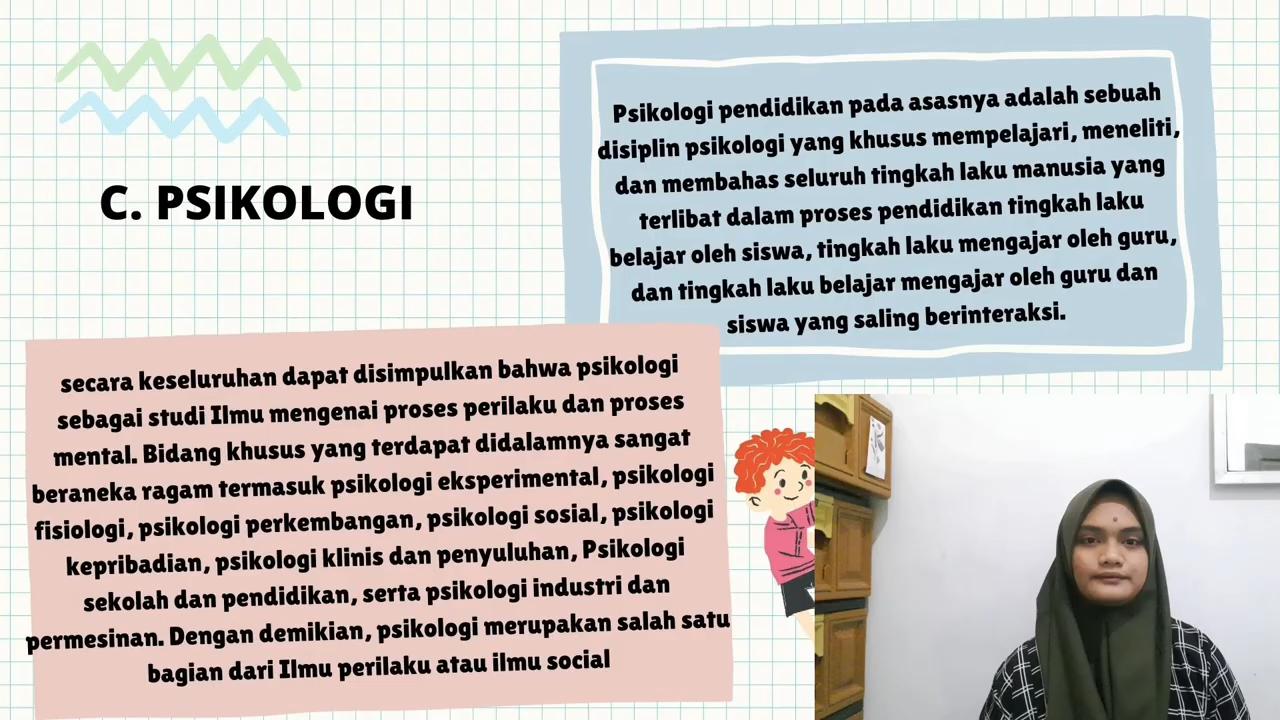 C. PSIKOLOGI
Psikologi pendidikan pada asasnya adalah sebuah
disiplin psikologi yang khusus mempelajari, meneliti,
dan membahas seluruh tingkah laku manusia yang
terlibat dalam proses pendidikan tingkah laku
belajar oleh siswa, tingkah laku mengajar oleh guru,
dan tingkah laku belajar mengajar oleh guru dan
siswa yang saling berinteraksi.
secara keseluruhan dapat disimpulkan bahwa psikologi
sebagai studi Ilmu mengenai proses perilaku dan proses
mental. Bidang khusus yang terdapat didalamnya sangat
beraneka ragam termasuk psikologi eksperimental, psikologi
fisiologi, psikologi perkembangan, psikologi sosial, psikologi
kepribadian, psikologi klinis dan penyuluhan, Psikologi
sekolah dan pendidikan, serta psikologi industri dan
permesinan. Dengan demikian, psikologi merupakan salah satu
bagian dari Ilmu perilaku atau ilmu social